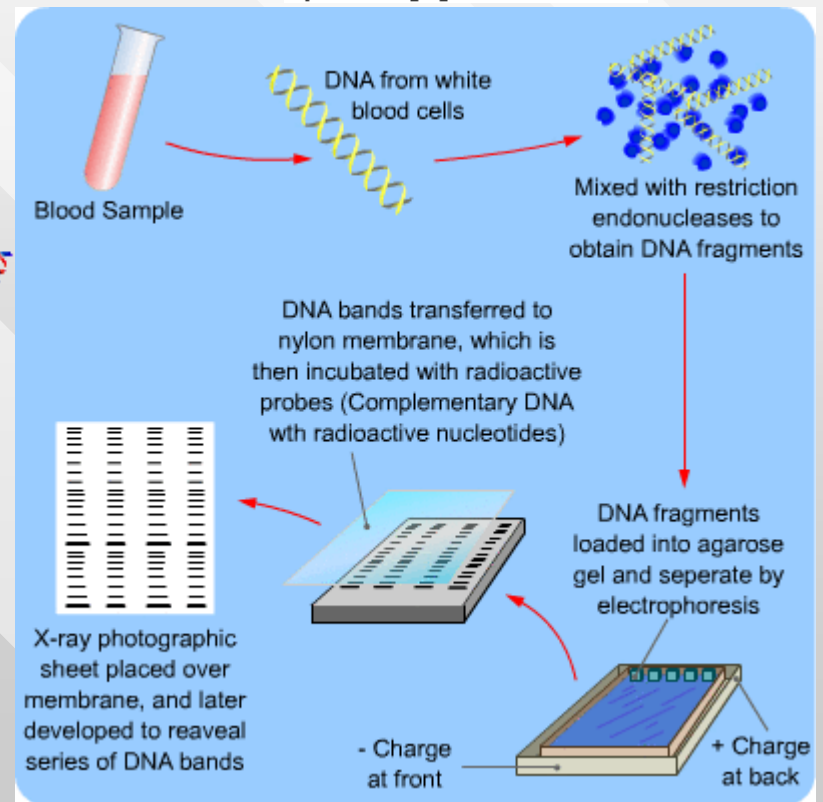 DNA from white
blood cells
Blood Sample
Mixed with restriction
endonucleases to
obtain DNA fragments
DNA bands transferred to
nylon membrane, which is
then incubated with radioactive
probes (Complementary DNA
wth radioactive nucleotides)
DNA fragments
loaded into agarose
gel and seperate by
electrophoresis
X-ray photographic
sheet placed over
membrane, and later
developed to reaveal
series of DNA bands
- Charge
at front
+ Charge
at back